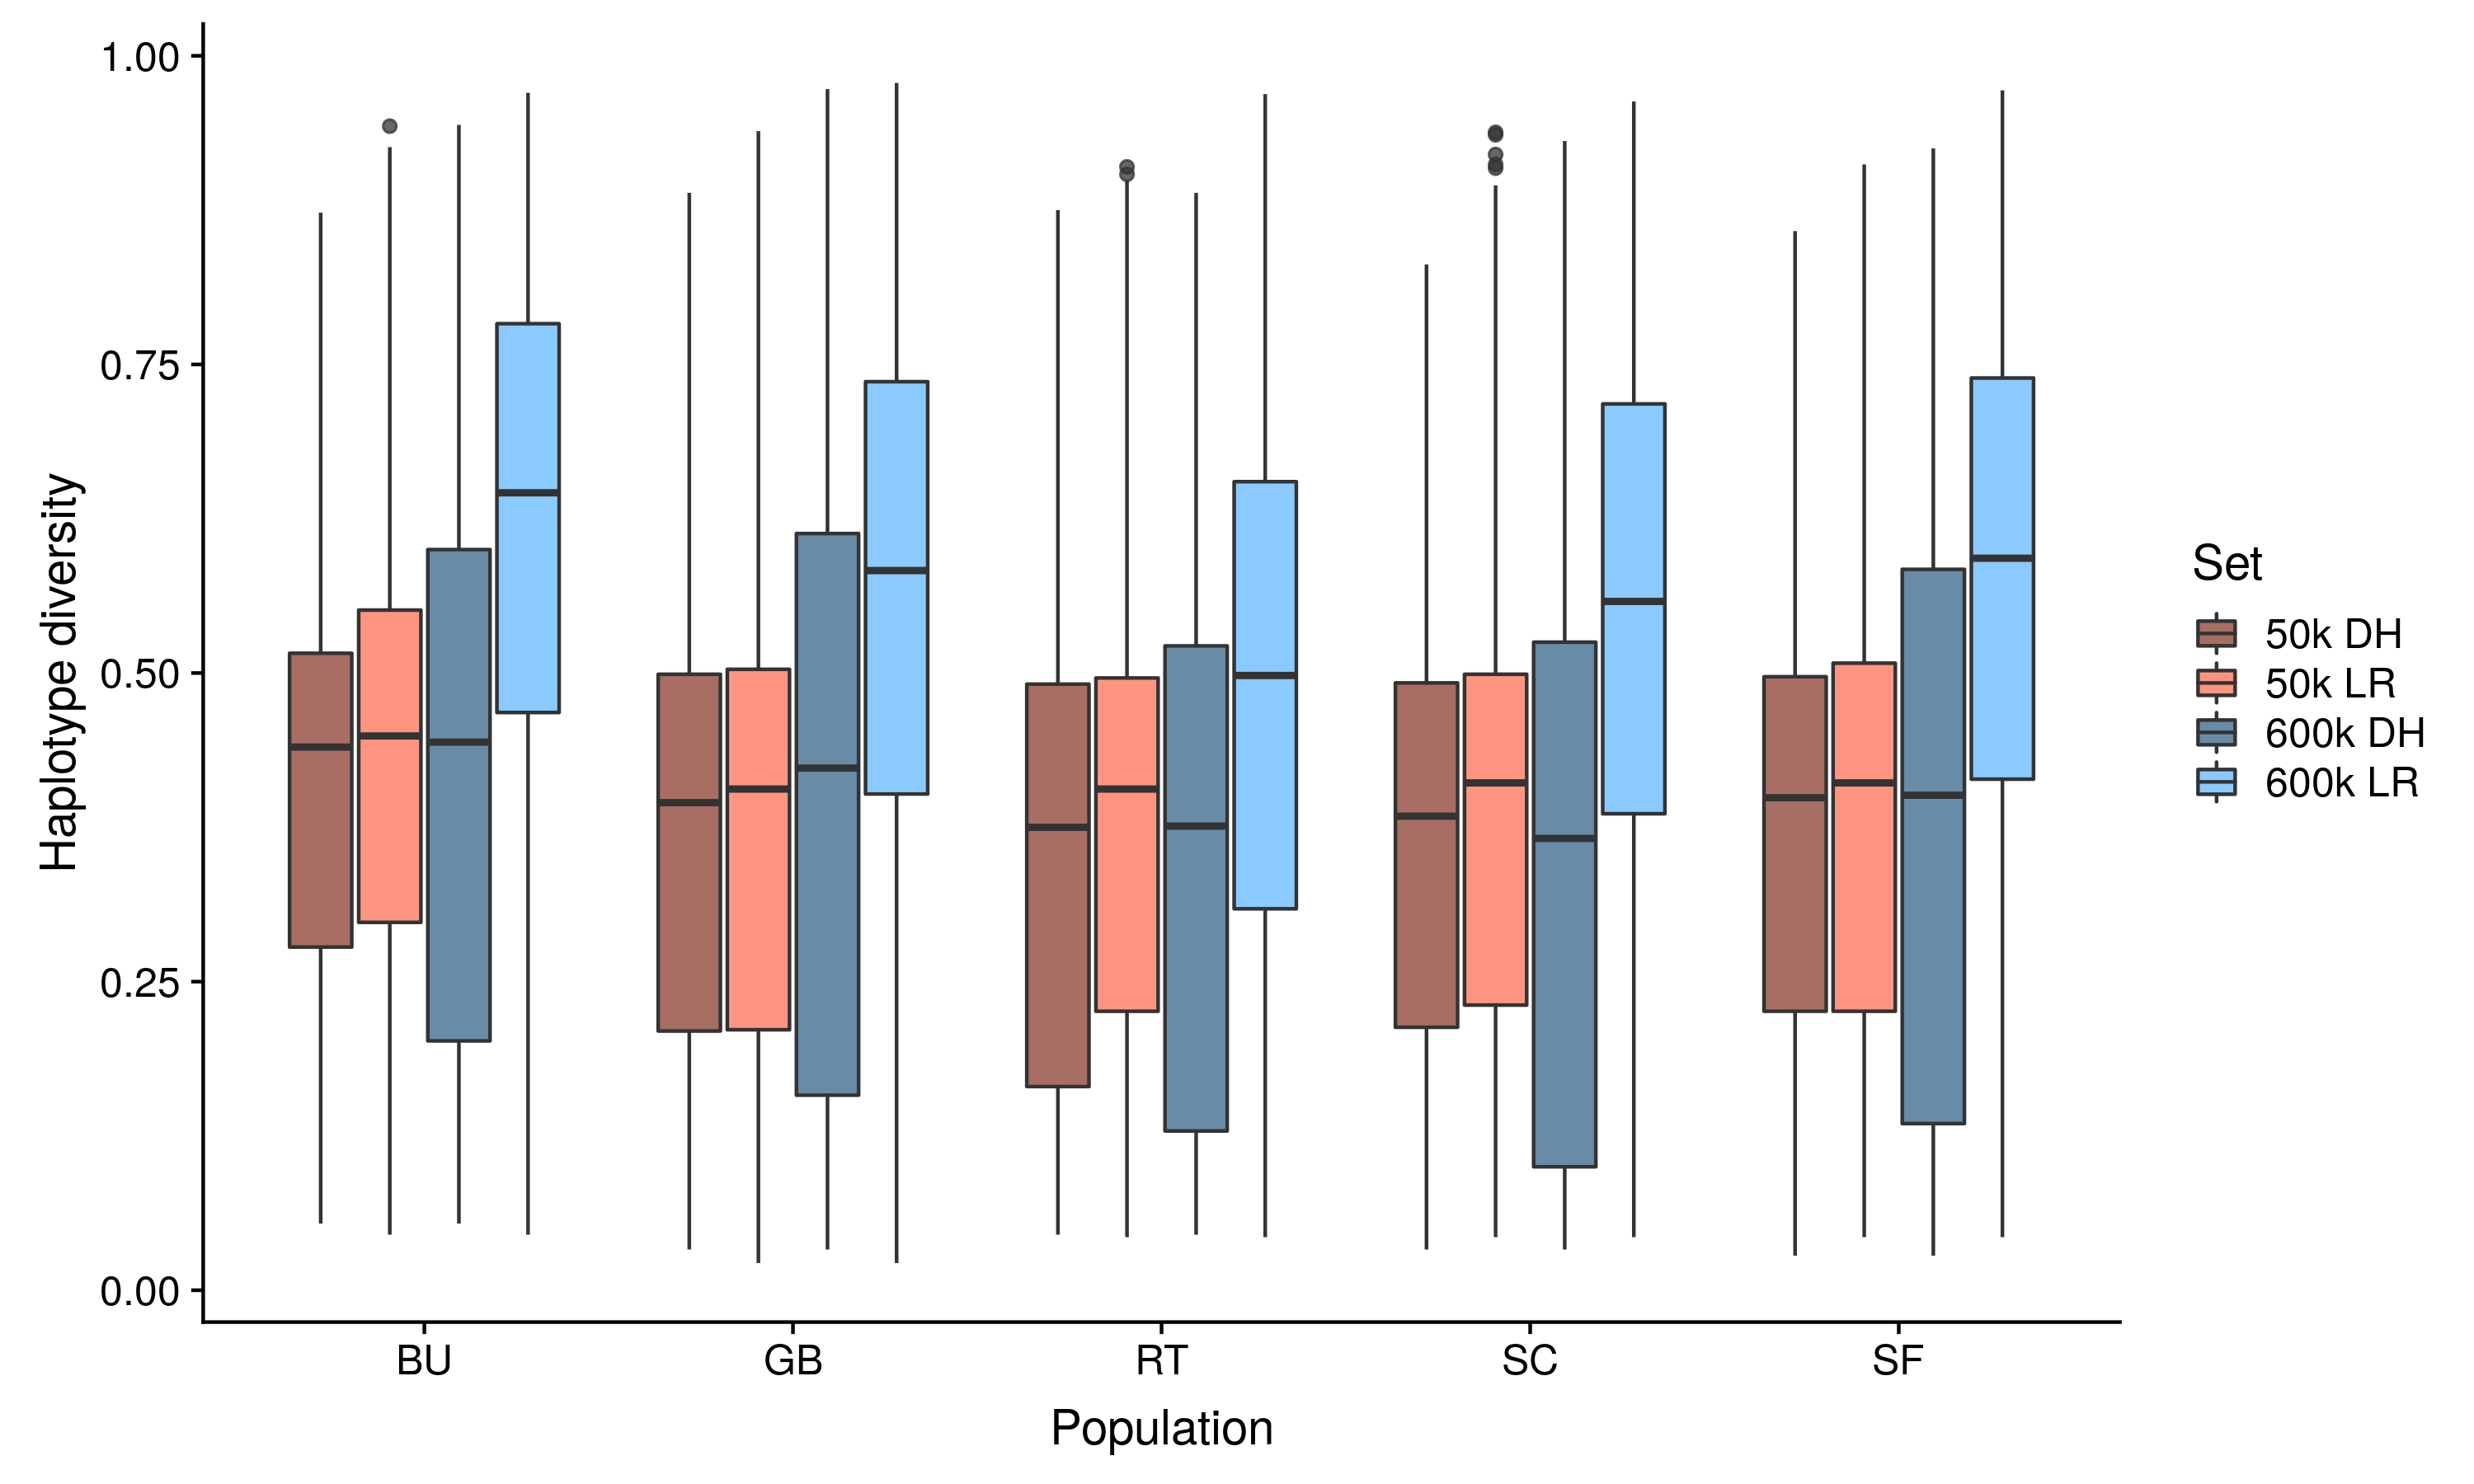 Haplotype diversity
1.00
0.75
0.50
0.25
0.00
BU GB RT SC SF
Population
Set
50k DH
50k LR
600k DH
600k LR